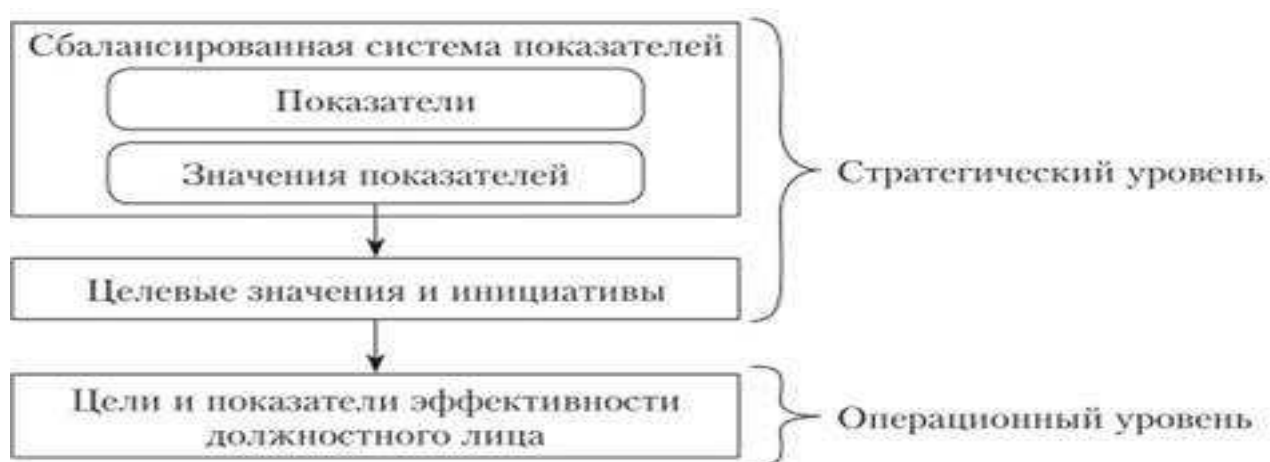 Сбалансированная система показателей
Показатели
Значения показателей
Стратегический уровень
Целевые значения и инициативы
Цели и показатели эффективности
должностного лица
Операционный уровень